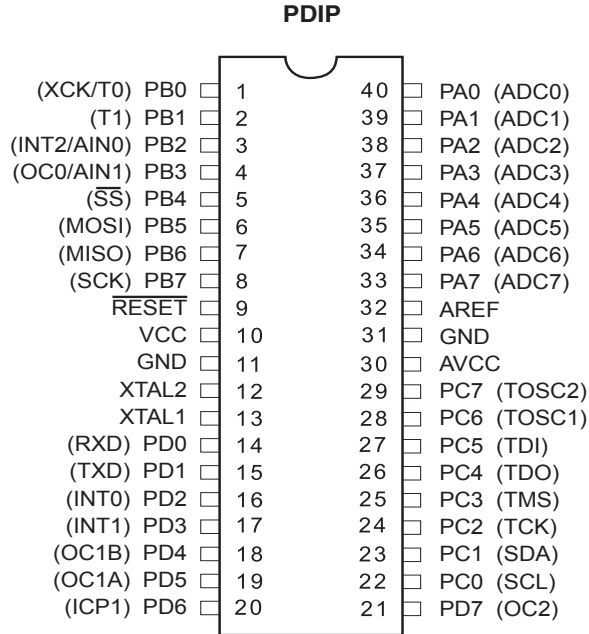 PDIP
(XCK/T0) PB0 1 40 PA0 (ADC0)
(T1) PB1 2 39 PA1 (ADC1)
(INT2/AIN0) PB2 3 38 PA2 (ADC2)
(OC0/AIN1) PB3 4 37 PA3 (ADC3)
(S̅S̅) PB4 5 36 PA4 (ADC4)
(MOSI) PB5 6 35 PA5 (ADC5)
(MISO) PB6 7 34 PA6 (ADC6)
(SCK) PB7 8 33 PA7 (ADC7)
R̅E̅S̅E̅T̅ 9 32 AREF
VCC 10 31 GND
GND 11 30 AVCC
XTAL2 12 29 PC7 (TOSC2)
XTAL1 13 28 PC6 (TOSC1)
(RXD) PD0 14 27 PC5 (TDI)
(TXD) PD1 15 26 PC4 (TDO)
(INT0) PD2 16 25 PC3 (TMS)
(INT1) PD3 17 24 PC2 (TCK)
(OC1B) PD4 18 23 PC1 (SDA)
(OC1A) PD5 19 22 PC0 (SCL)
(ICP1) PD6 20 21 PD7 (OC2)